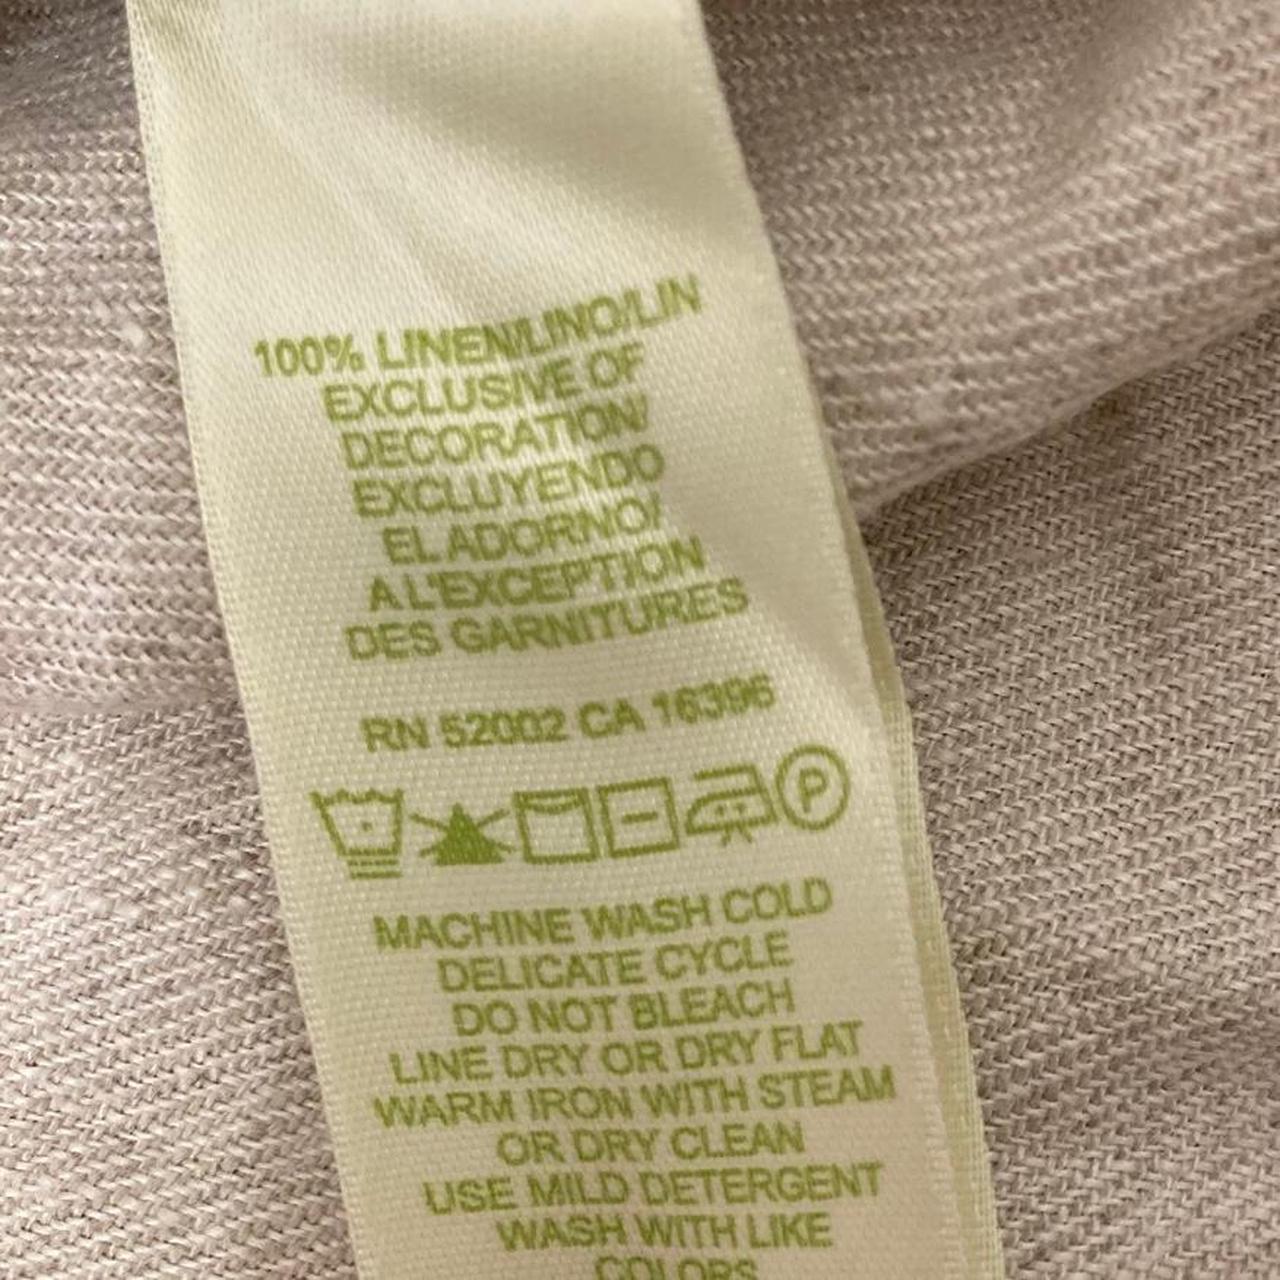 100% LINEN/LINO/LIN
EXCLUSIVE OF
DECORATION/
EXCLUYENDO
EL ADORNO/
A L'EXCEPTION
DES GARNITURES
RN 52002 CA 16396
P
MACHINE WASH COLD
DELICATE CYCLE
DO NOT BLEACH
LINE DRY OR DRY FLAT
WARM IRON WITH STEAM
OR DRY CLEAN
USE MILD DETERGENT
WASH WITH LIKE
COLORS